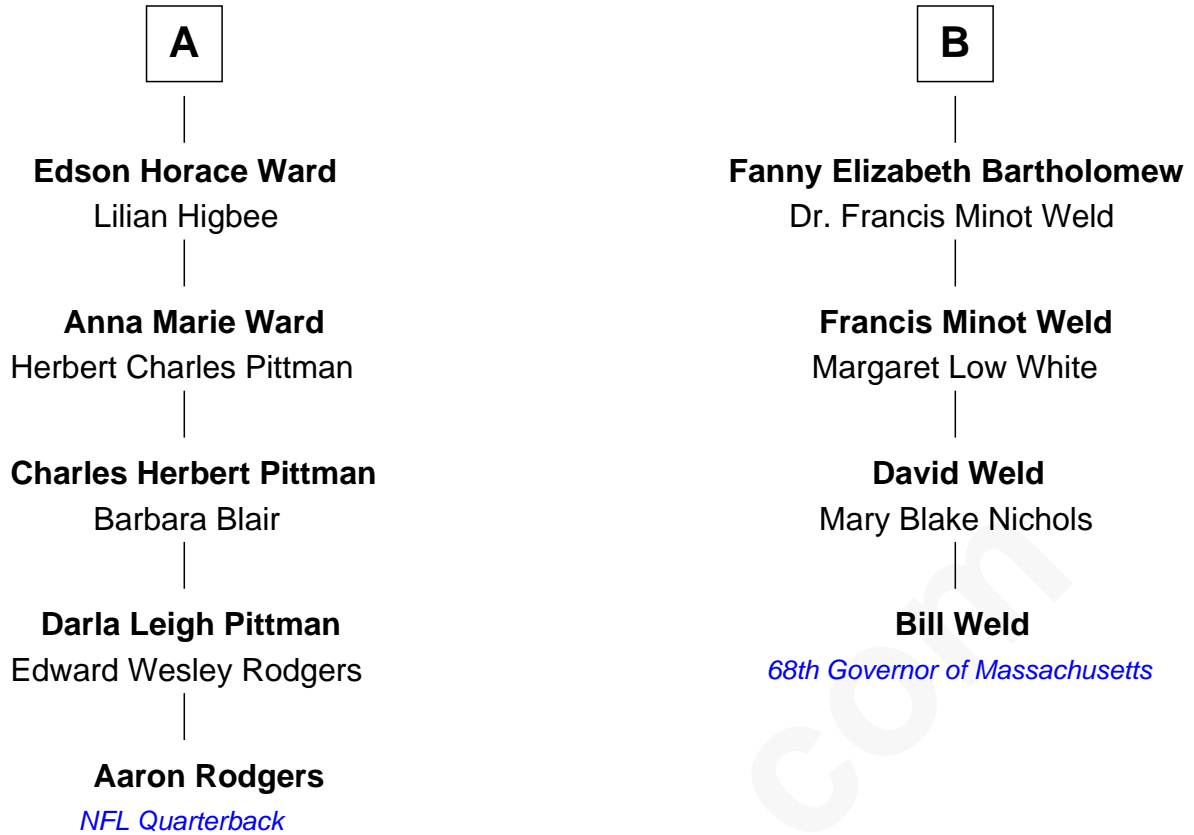 A
Edson Horace Ward
Lilian Higbee
Anna Marie Ward
Herbert Charles Pittman
Charles Herbert Pittman
Barbara Blair
Darla Leigh Pittman
Edward Wesley Rodgers
Aaron Rodgers
NFL Quarterback
B
Fanny Elizabeth Bartholomew
Dr. Francis Minot Weld
Francis Minot Weld
Margaret Low White
David Weld
Mary Blake Nichols
Bill Weld
68th Governor of Massachusetts
com